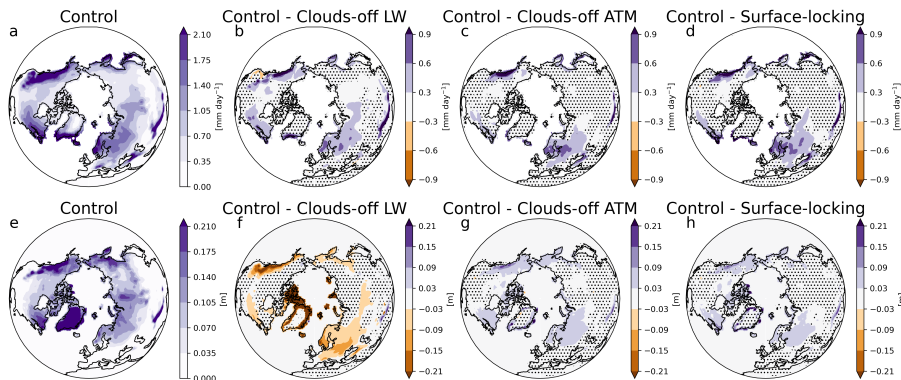 Control
Control - Clouds-off LW
Control - Clouds-off ATM
Control - Surface-locking
a
b
c
d
2.10
1.75
1.40
1.05
0.70
0.35
0.00
[mm day⁻¹]
0.9
0.6
0.3
−0.3
−0.6
−0.9
[mm day⁻¹]
0.9
0.6
0.3
−0.3
−0.6
−0.9
[mm day⁻¹]
0.9
0.6
0.3
−0.3
−0.6
−0.9
Control
Control - Clouds-off LW
Control - Clouds-off ATM
Control - Surface-locking
e
f
g
h
0.210
0.175
0.140
0.105
0.070
0.035
0.000
[m]
0.21
0.15
0.09
0.03
−0.03
−0.09
−0.15
−0.21
[m]
0.21
0.15
0.09
0.03
−0.03
−0.09
−0.15
−0.21
[m]
0.21
0.15
0.09
0.03
−0.03
−0.09
−0.15
−0.21